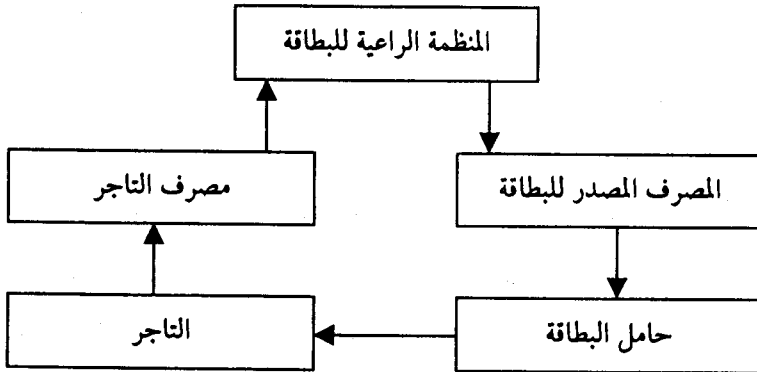 المنظمة الراعية للبطاقة
مصرف التاجر
المصرف المصدر للبطاقة
التاجر
حامل البطاقة